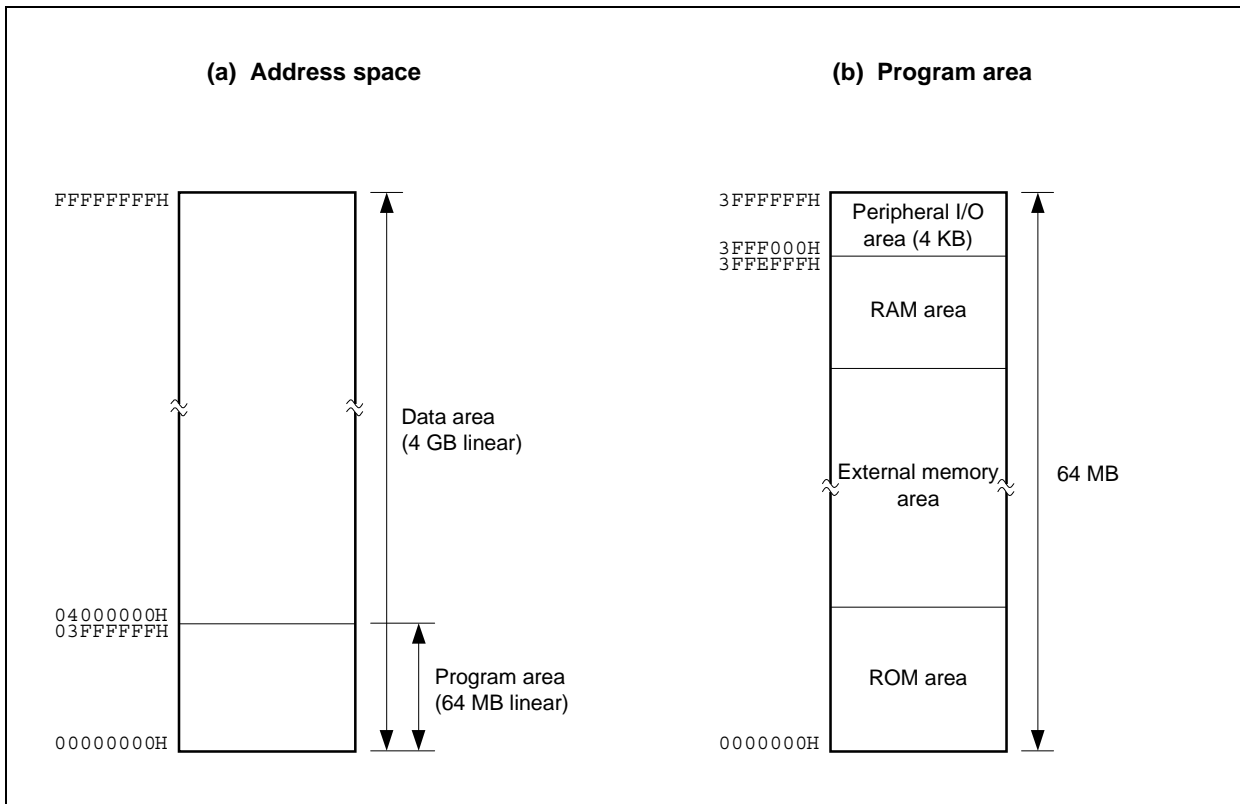 (a) Address space
FFFFFFFFH
Data area
(4 GB linear)
04000000H
03FFFFFFH
Program area
(64 MB linear)
00000000H
(b) Program area
3FFFFFFH
Peripheral I/O
area (4 KB)
3FFF000H
3FFEFFFH
RAM area
External memory
area
64 MB
ROM area
0000000H